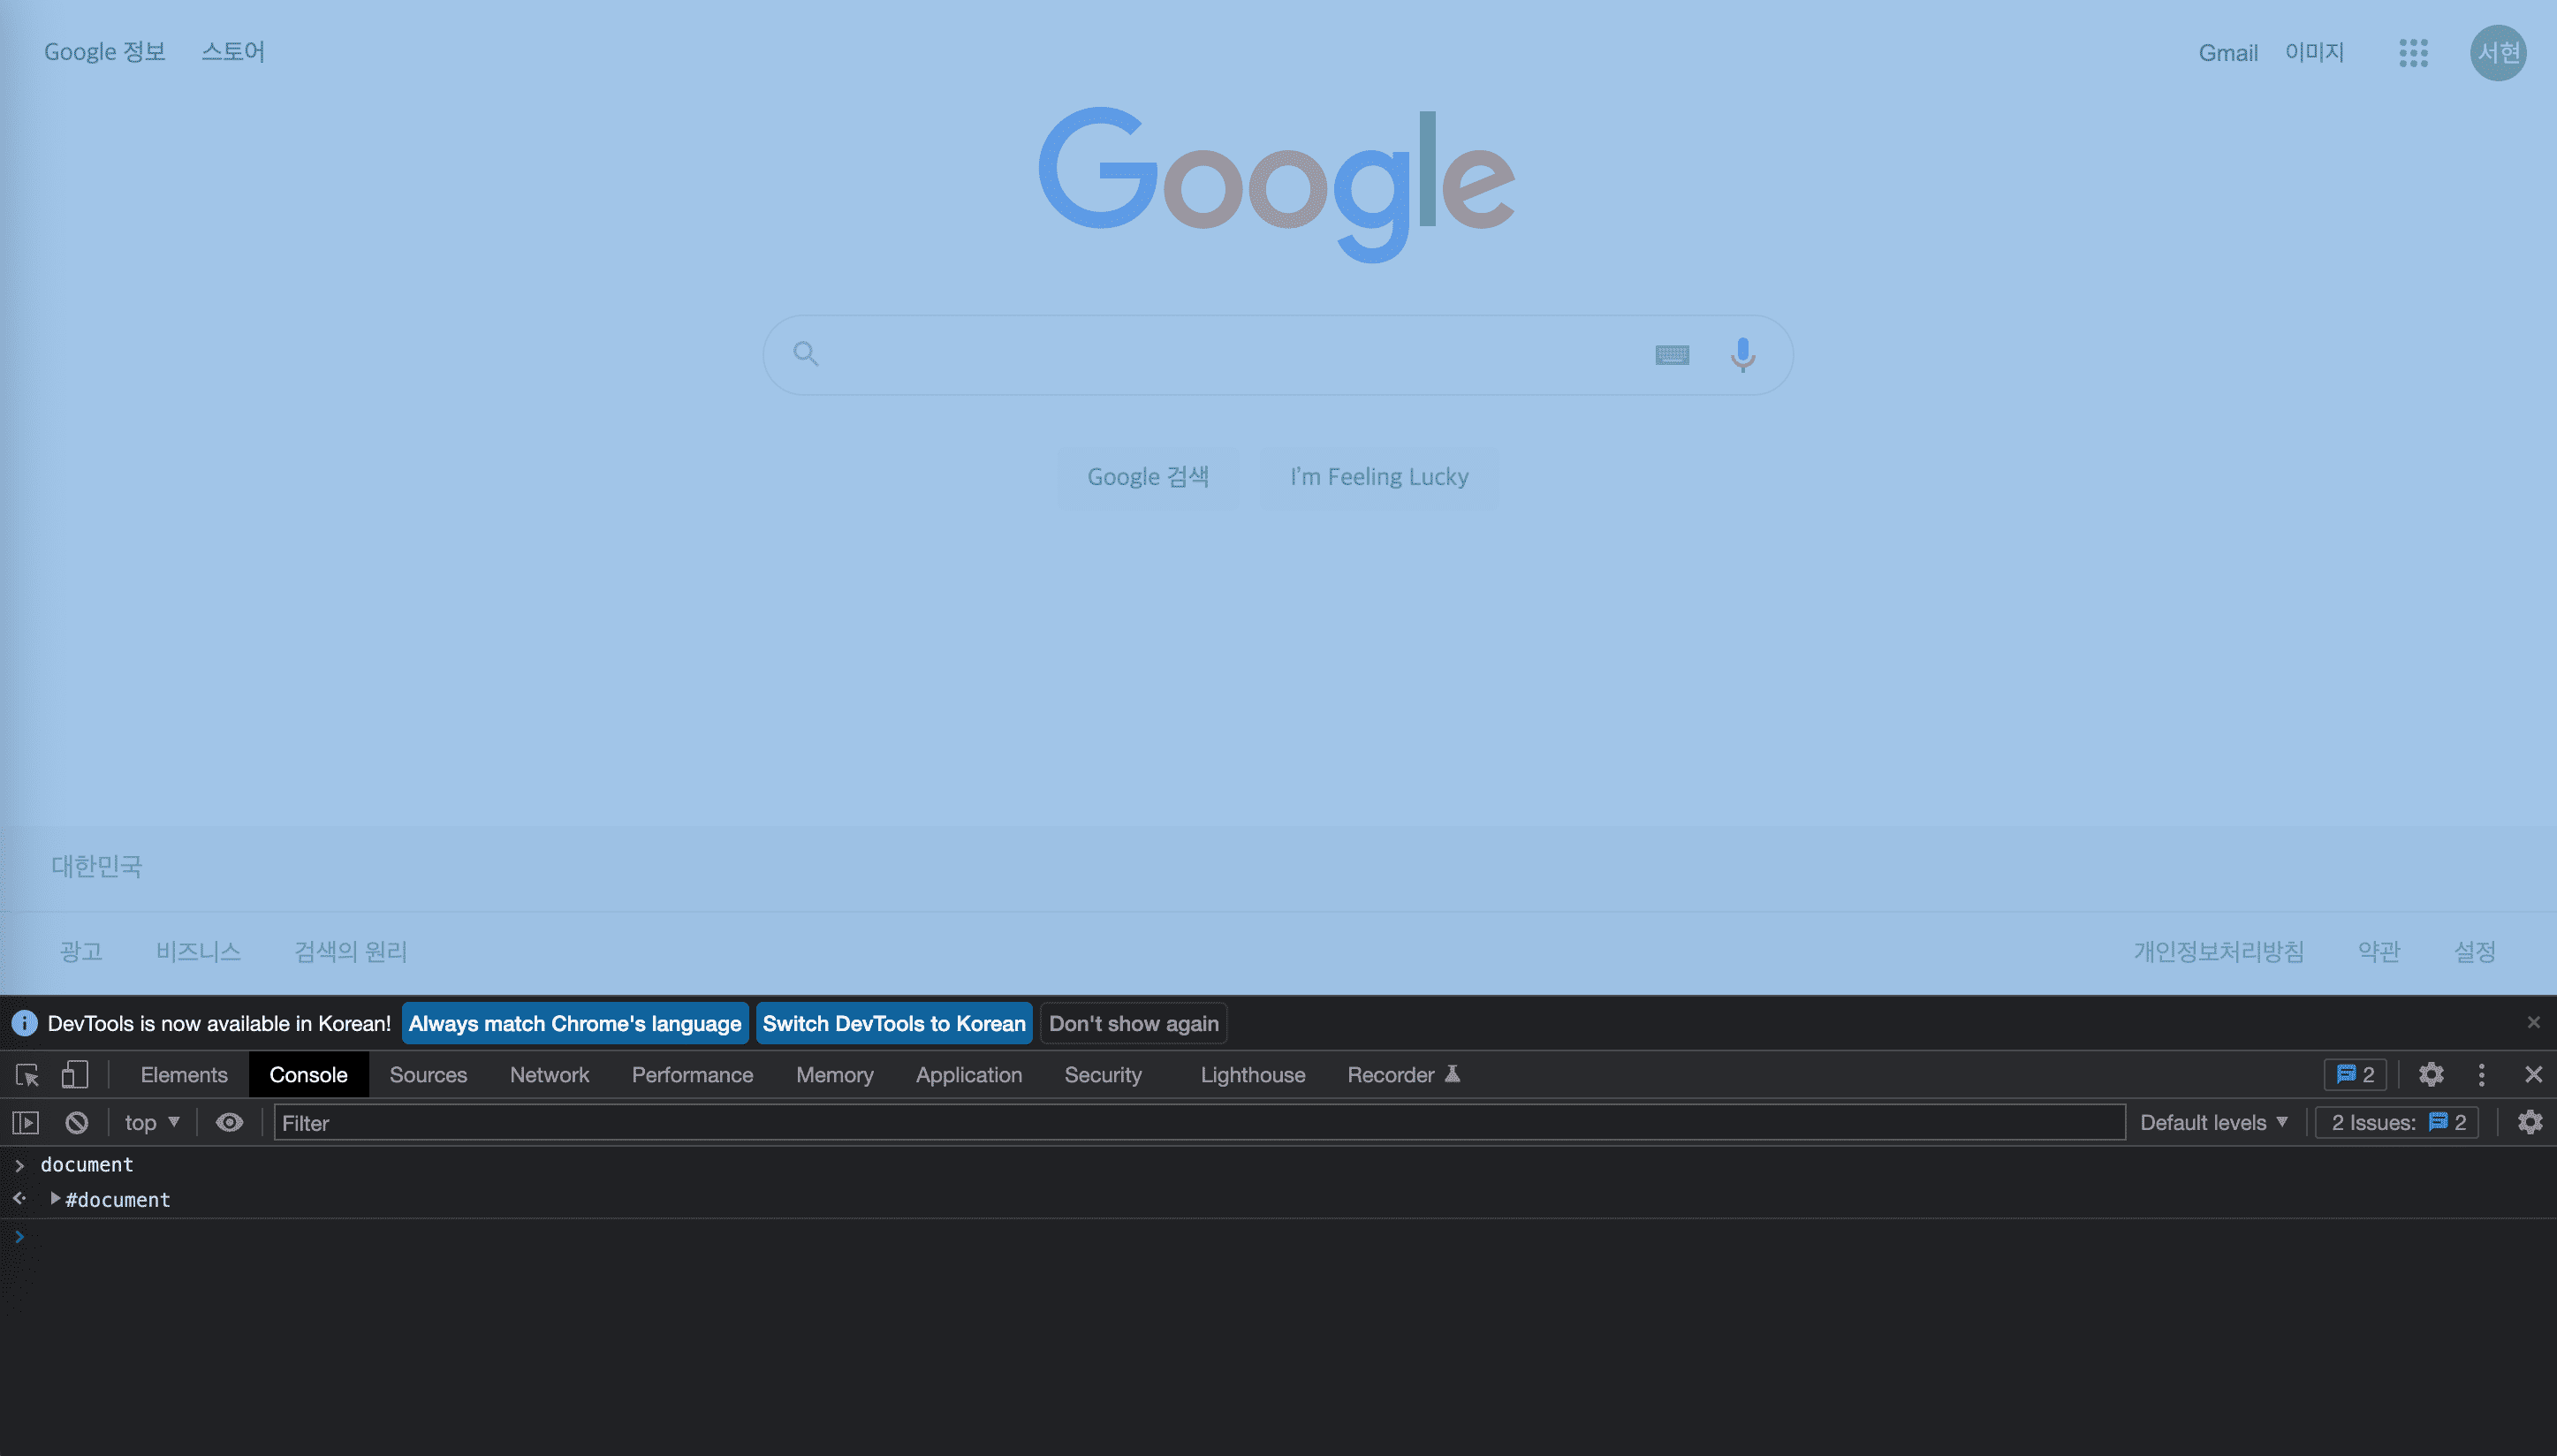 Google 정보 스토어 Gmail 이미지 서현
Google
Google 검색 I'm Feeling Lucky
대한민국
광고 비즈니스 검색의 원리 개인정보처리방침 약관 설정
DevTools is now available in Korean! Always match Chrome's language Switch DevTools to Korean Don't show again
Elements Console Sources Network Performance Memory Application Security Lighthouse Recorder 2
top Filter Default levels 2 Issues: 2
document
#document